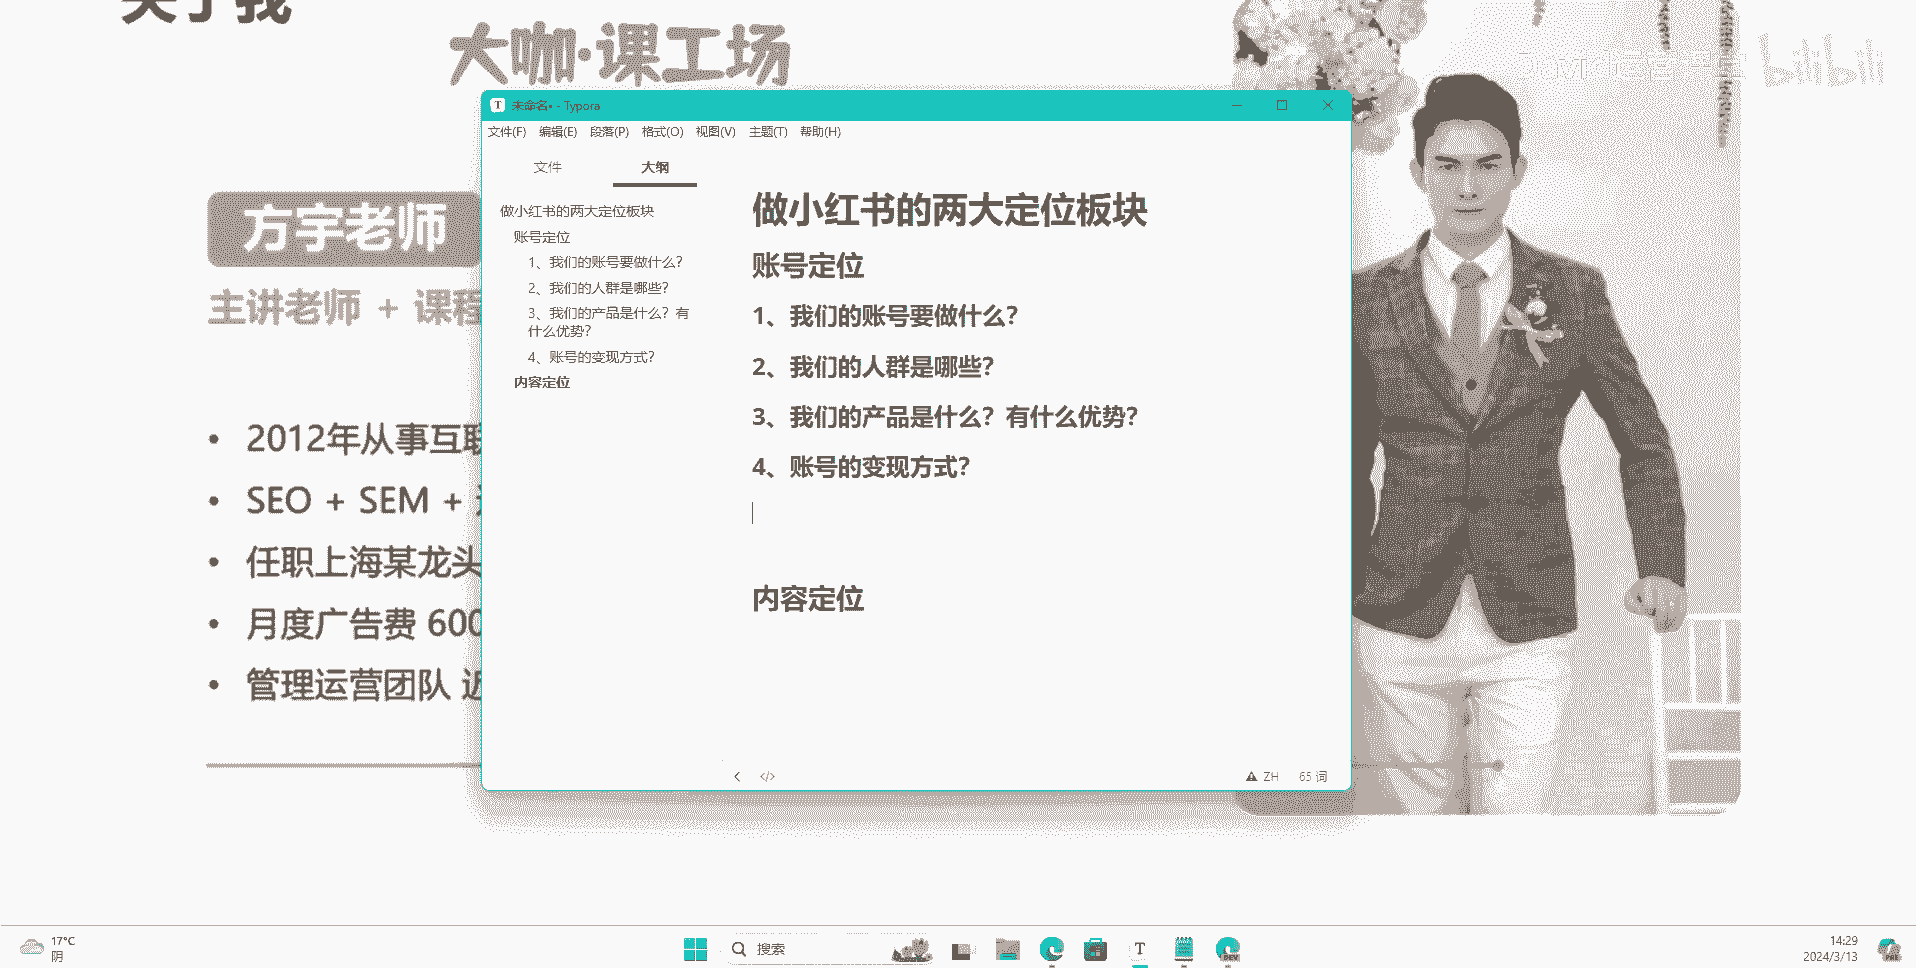 关于我
大咖·课工场
bilibili
未命名• - Typora
文件(F) 编辑(E) 段落(P) 格式(O) 视图(V) 主题(T) 帮助(H)
文件 大纲
做小红书的两大定位板块
账号定位
1、我们的账号要做什么？
2、我们的人群是哪些？
3、我们的产品是什么？有
什么优势？
4、账号的变现方式？
内容定位
做小红书的两大定位板块
账号定位
1、我们的账号要做什么？
2、我们的人群是哪些？
3、我们的产品是什么？有什么优势？
4、账号的变现方式？
内容定位
</> ZH 65 词
方宇老师
主讲老师 + 课程
• 2012年从事互联
• SEO + SEM +
• 任职上海某龙头
• 月度广告费 600
• 管理运营团队 近
17°C
阴
搜索
T
DEV
14:29
2024/3/13
PRE